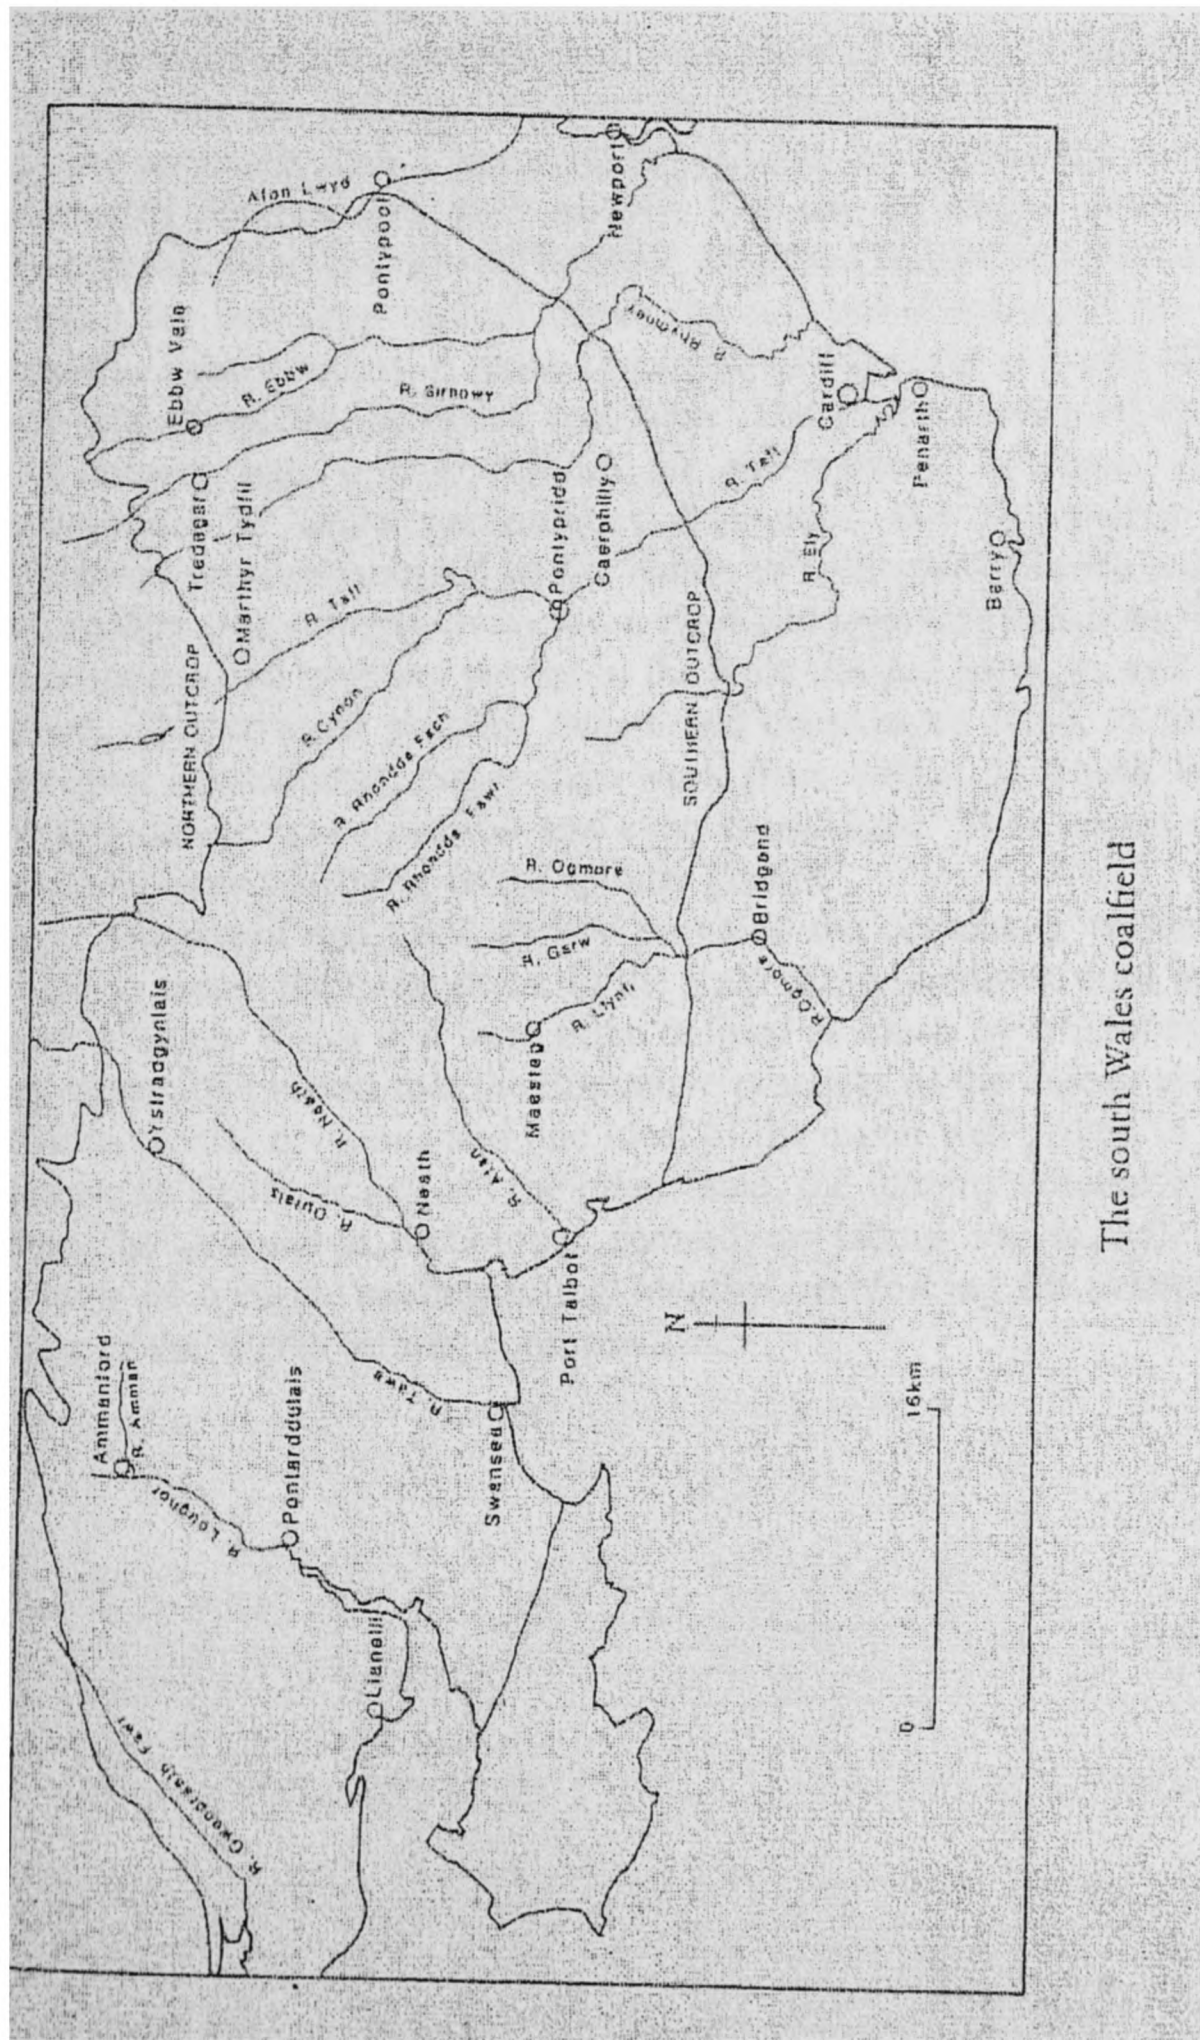 Ammanford
R. Amman
R. Loughor
Pontarddulais
R. Gwendraeth Fawr
Llanelli
Swansea
R. Tawe
Ystradgynlais
R. Dulais
R. Neath
Neath
R. Afan
Port Talbot
Maesteg
R. Llynfi
R. Garw
R. Ogmore
R. Ogmore
Bridgend
NORTHERN OUTCROP
SOUTHERN OUTCROP
R. Rhondda Fawr
R. Rhondda Fach
R. Cynon
R. Taff
Merthyr Tydfil
Tredegar
Ebbw Vale
R. Ebbw
R. Sirhowy
Afon Lwyd
Pontypool
Newport
R. Rhymney
Pontypridd
Caerphilly
R. Taff
R. Ely
Cardiff
Penarth
Barry
N
0 16km
The south Wales coalfield